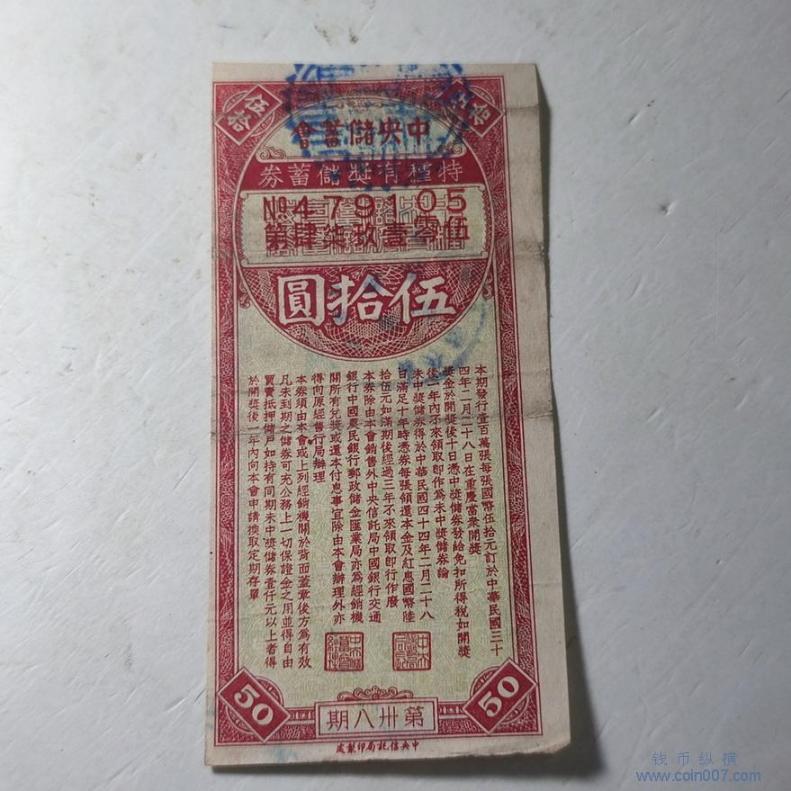 伍拾
伍拾
中央儲蓄會
特種有獎儲蓄券
№479105
第肆柒玖壹零伍
伍拾圓
本期發行壹百萬張每張國幣伍拾元訂於中華民國三十
四年二月二十八日在重慶當衆開獎
獎金於開獎後十日憑中獎儲券發給免扣所得稅如開獎
後一年內不來領取即作為未中獎儲券論
未中獎儲券得於中華民國四十四年二月二十八
日滿足十年時憑券每張領還本金及紅息國幣陸
拾伍元如滿期後經過三年不來領取即行作廢
本券除由本會銷售外中央信託局中國銀行交通
銀行中國農民銀行郵政儲金匯業局亦為經銷機
關所有兌獎或還本付息事宜除由本會辦理外亦
得向原經售行局辦理
本券須由本會或上列經銷機關於背面蓋章後方為有效
凡未到期之儲券可充公務上一切保證金之用並得自由
買賣抵押儲戶如持有同期未中獎儲券壹仟元以上者得
於開獎後一年內向本會申請換取定期存單
50
第卅八期
50
中央信託局印製處
钱币纵横
www.coin007.com